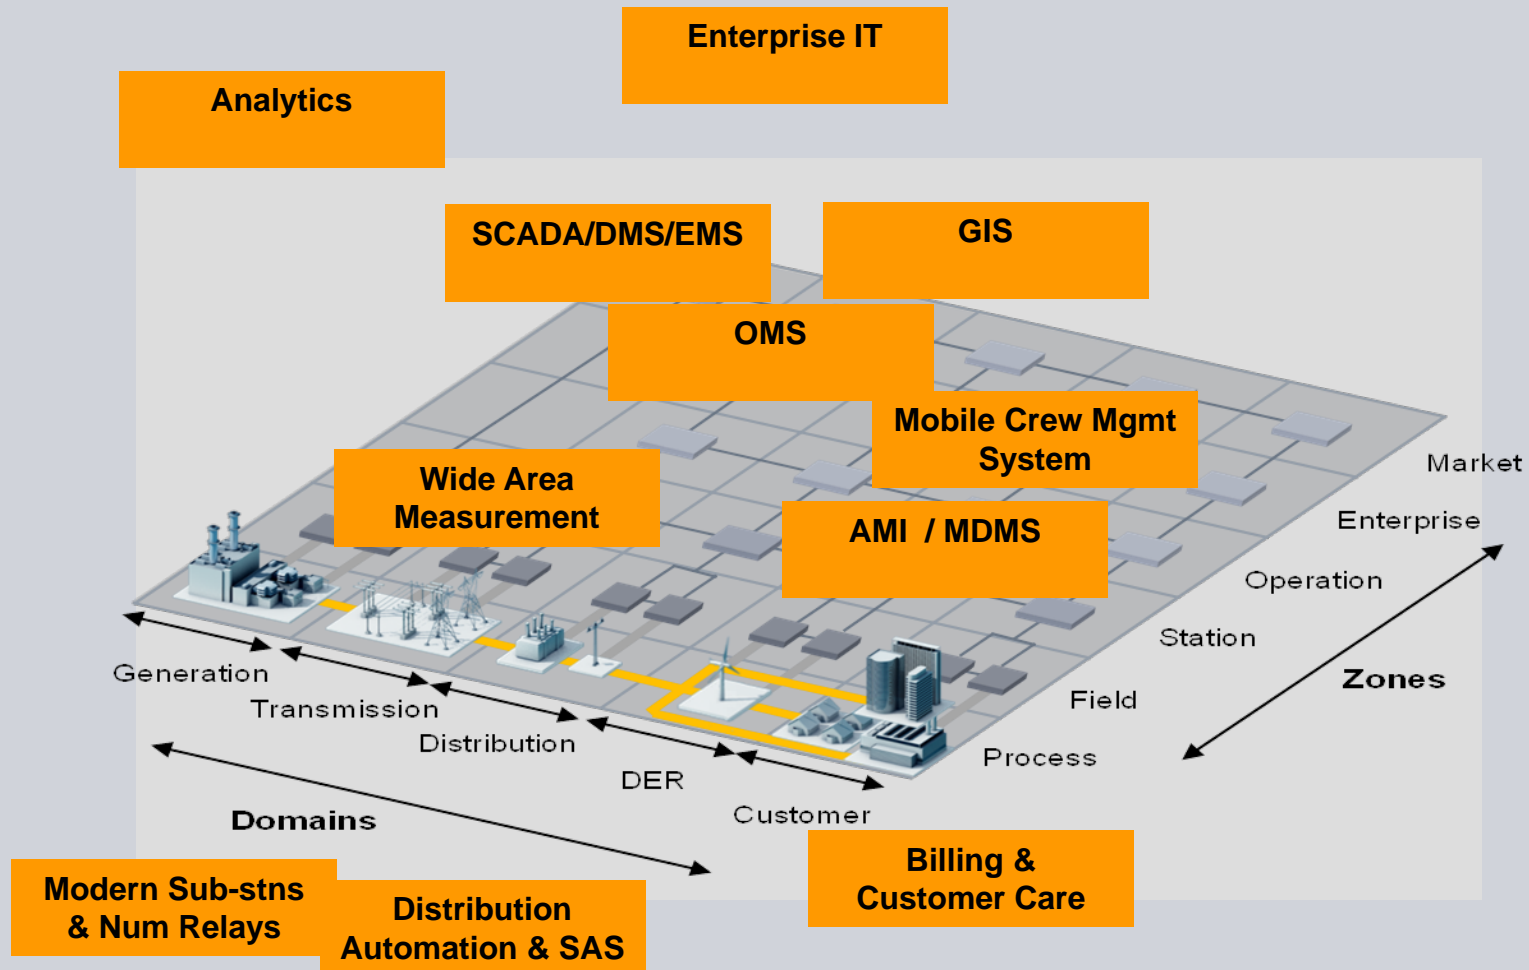 Enterprise IT
Analytics
SCADA/DMS/EMS
GIS
OMS
Mobile Crew Mgmt
System
Wide Area
Measurement
AMI / MDMS
Market
Enterprise
Operation
Station
Field
Process
Zones
Generation
Transmission
Distribution
DER
Customer
Domains
Billing &
Customer Care
Modern Sub-stns
& Num Relays
Distribution
Automation & SAS